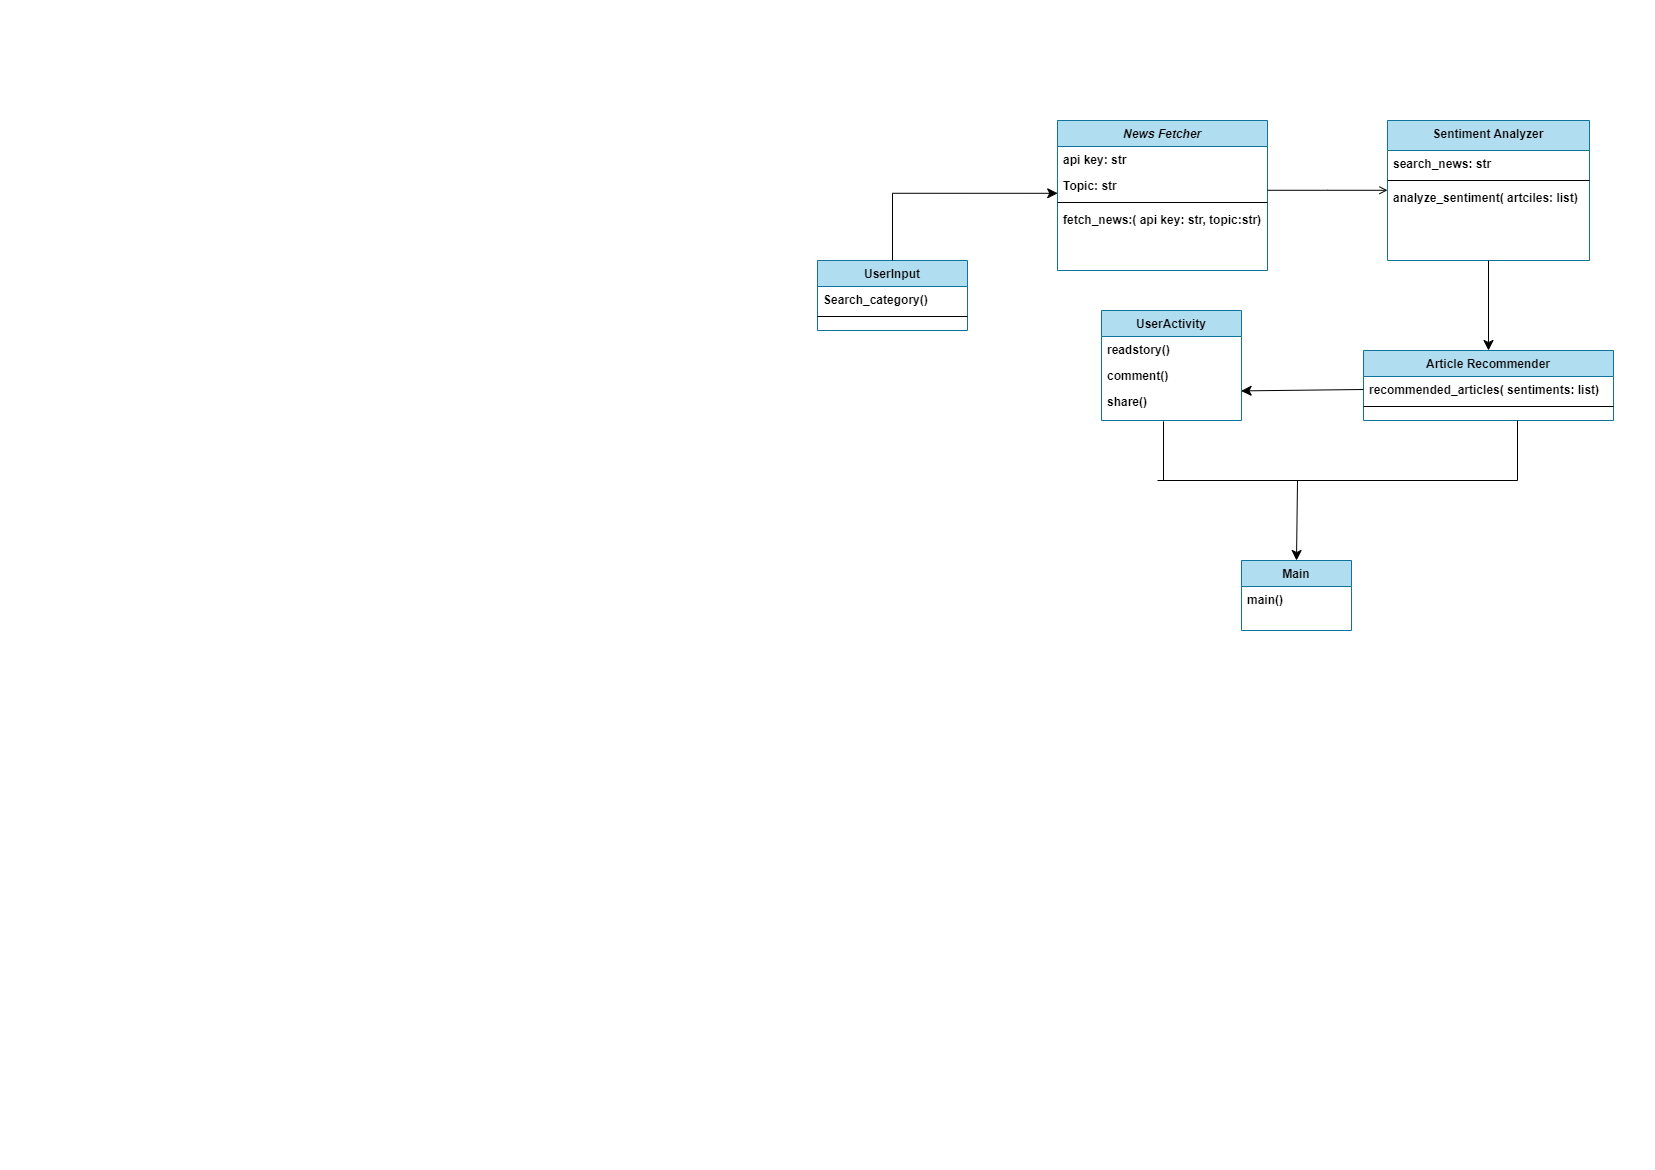 News Fetcher
api key: str
Topic: str
fetch_news:( api key: str, topic:str)
Sentiment Analyzer
search_news: str
analyze_sentiment( artciles: list)
UserInput
Search_category()
UserActivity
readstory()
comment()
share()
Article Recommender
recommended_articles( sentiments: list)
Main
main()